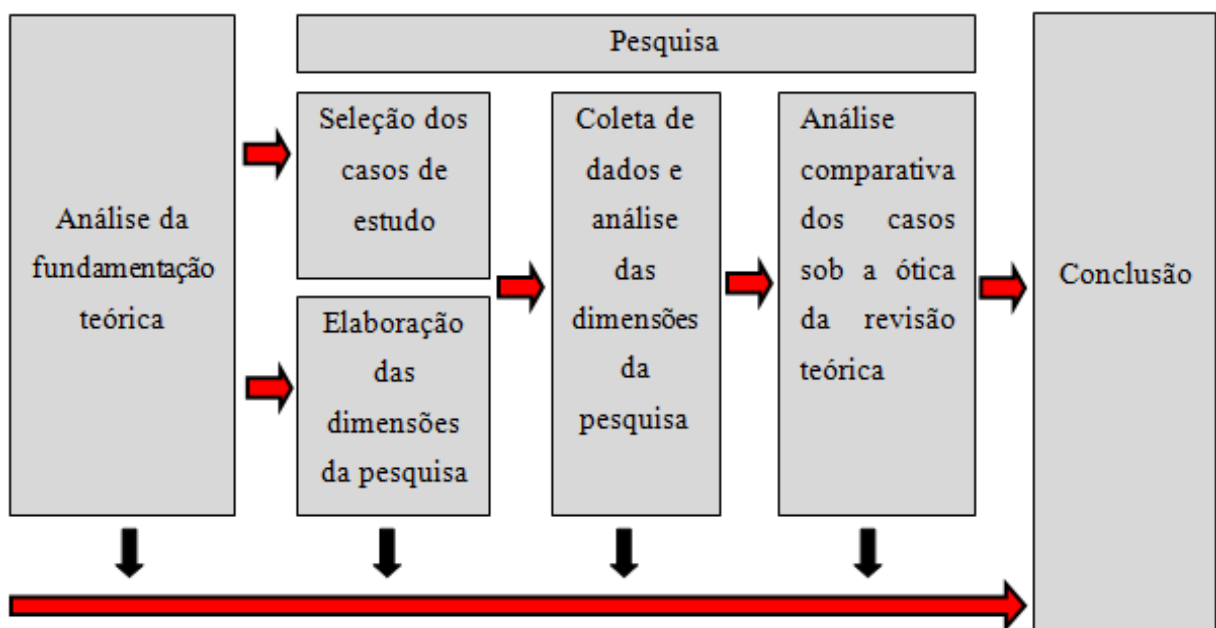 Análise da
fundamentação
teórica
Pesquisa
Seleção dos
casos de
estudo
Elaboração
das
dimensões
da pesquisa
Coleta de
dados e
análise
das
dimensões
da
pesquisa
Análise
comparativa
dos casos
sob a ótica
da revisão
teórica
Conclusão